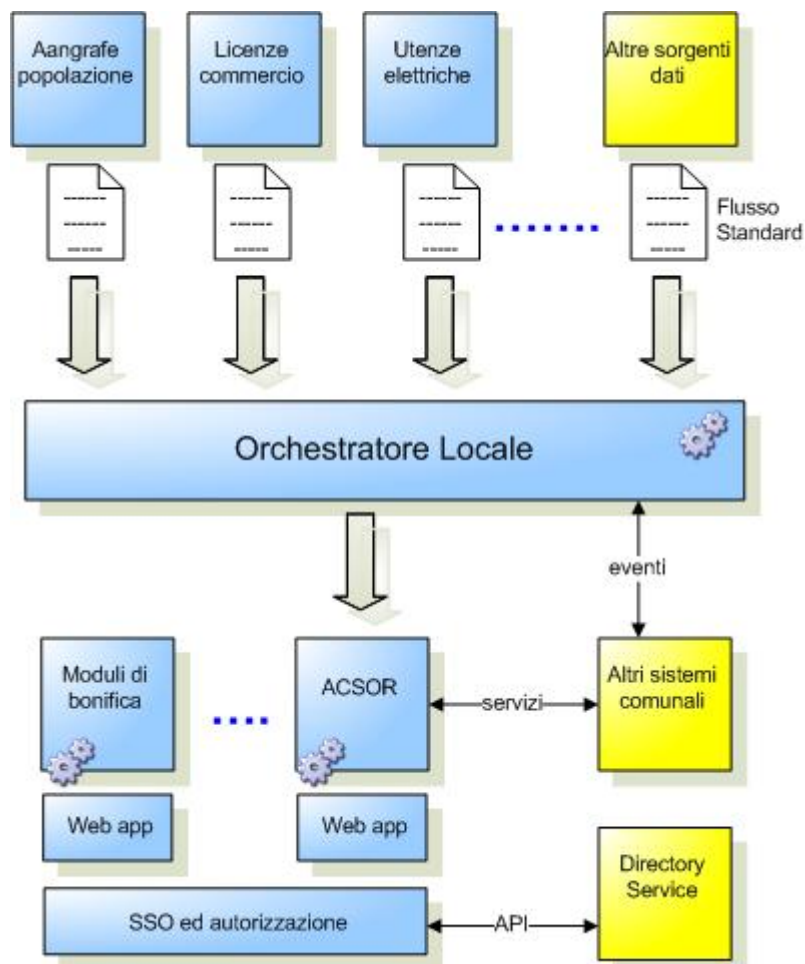 Aangrafe
popolazione
Licenze
commercio
Utenze
elettriche
Altre sorgenti
dati
Flusso
Standard
Orchestratore Locale
eventi
Moduli di
bonifica
ACSOR
servizi
Altri sistemi
comunali
Web app
Web app
Directory
Service
SSO ed autorizzazione
API